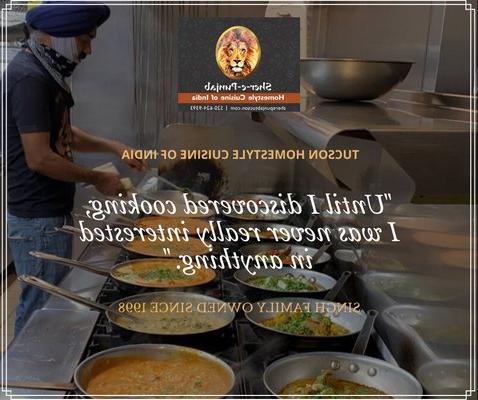 Sher-e-Punjab
Homestyle Cuisine of India
sherepunjabtucson.com | 520-624-9393
TUCSON HOMESTYLE CUISINE OF INDIA
"Until I discovered cooking,
I was never really interested
in anything."
SINGH FAMILY OWNED SINCE 1998